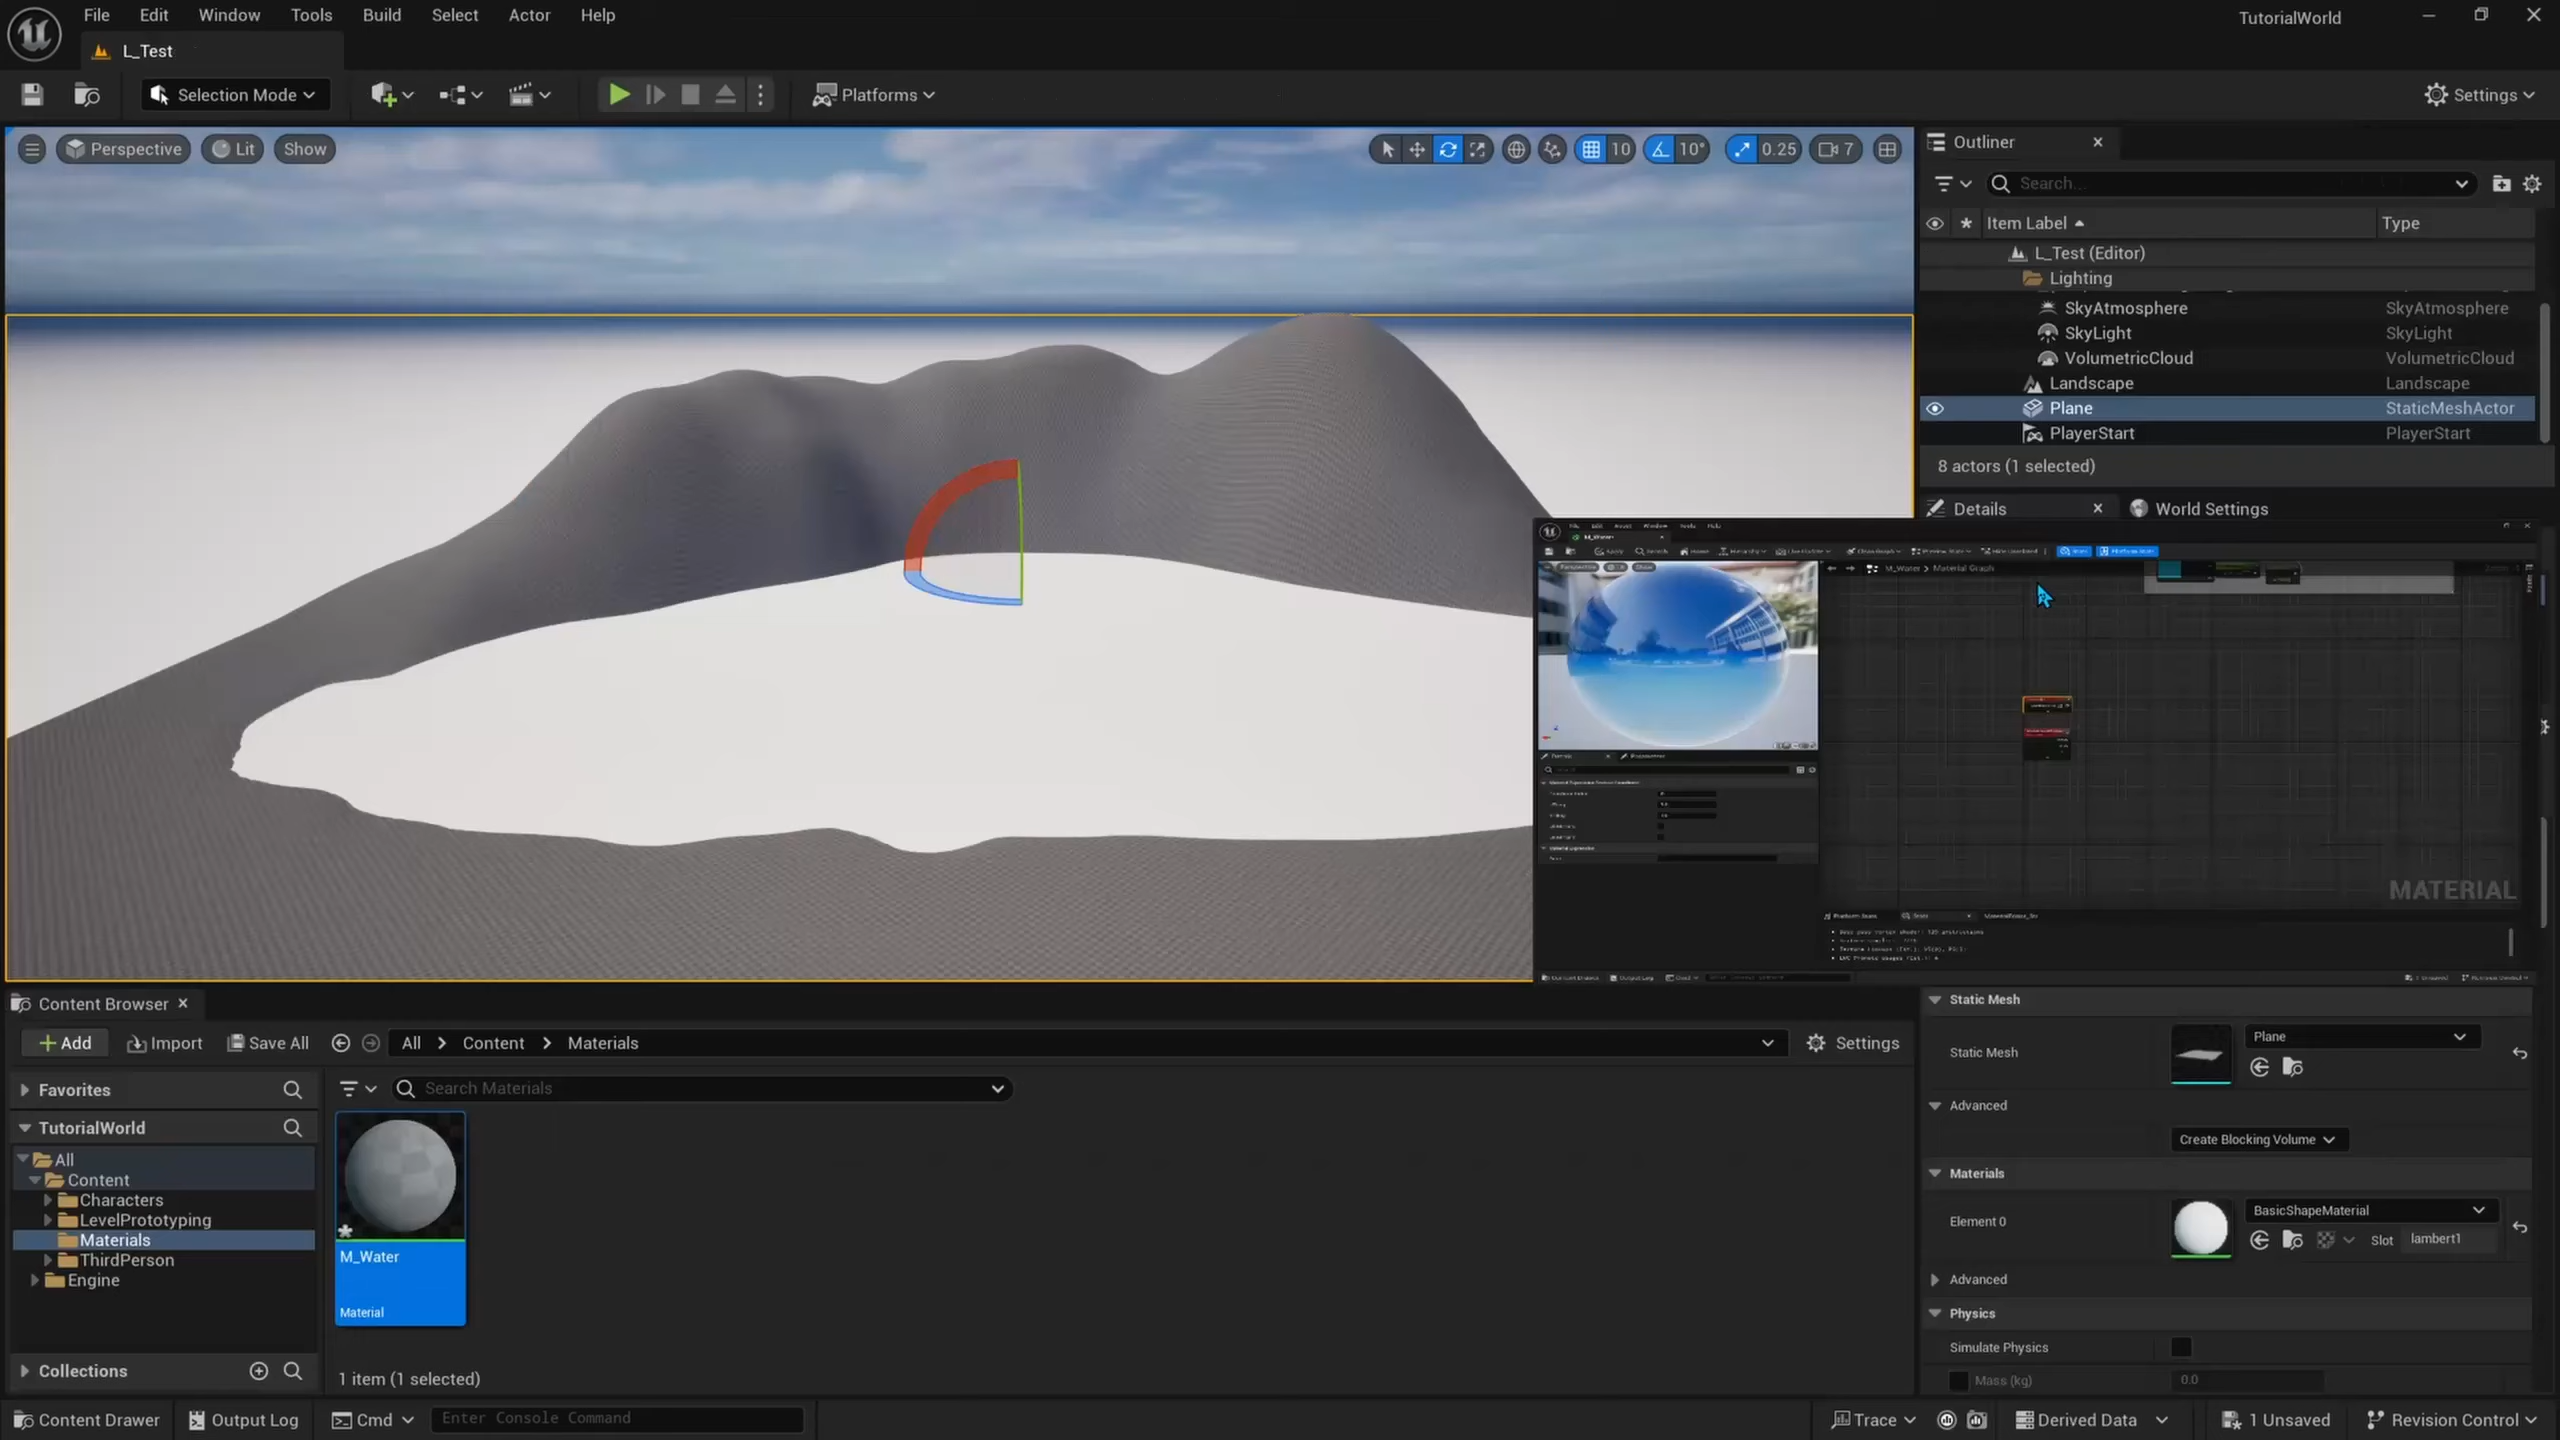 File Edit Window Tools Build Select Actor Help
TutorialWorld
L_Test
Selection Mode
Platforms
Settings
Perspective Lit Show
10 10° 0.25 7
Outliner
Search...
Item Label Type
L_Test (Editor)
Lighting
SkyAtmosphere SkyAtmosphere
SkyLight SkyLight
VolumetricCloud VolumetricCloud
Landscape Landscape
Plane StaticMeshActor
PlayerStart PlayerStart
8 actors (1 selected)
Details World Settings
M_Water > Material Graph
MATERIAL
Content Browser
Add Import Save All All > Content > Materials Settings
Favorites
Search Materials
TutorialWorld
All
Content
Characters
LevelPrototyping
Materials
ThirdPerson
Engine
Collections
M_Water
Material
1 item (1 selected)
Static Mesh
Static Mesh Plane
Advanced
Create Blocking Volume
Materials
Element 0 BasicShapeMaterial
Slot lambert1
Advanced
Physics
Simulate Physics
Mass (kg) 0.0
Content Drawer Output Log Cmd Enter Console Command
Trace Derived Data 1 Unsaved Revision Control